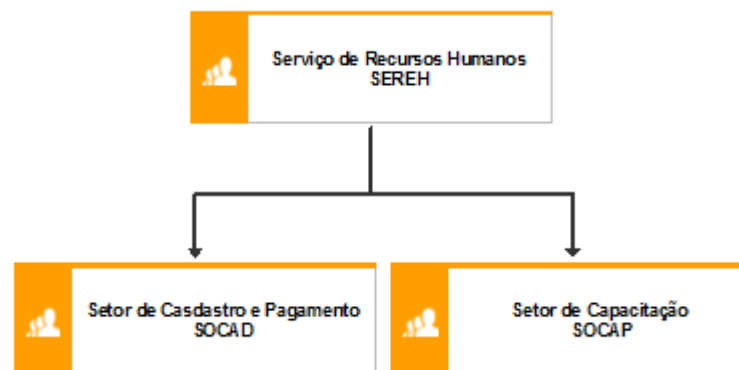 Serviço de Recursos Humanos
SEREH
Setor de Casdastro e Pagamento
SOCAD
Setor de Capacitação
SOCAP